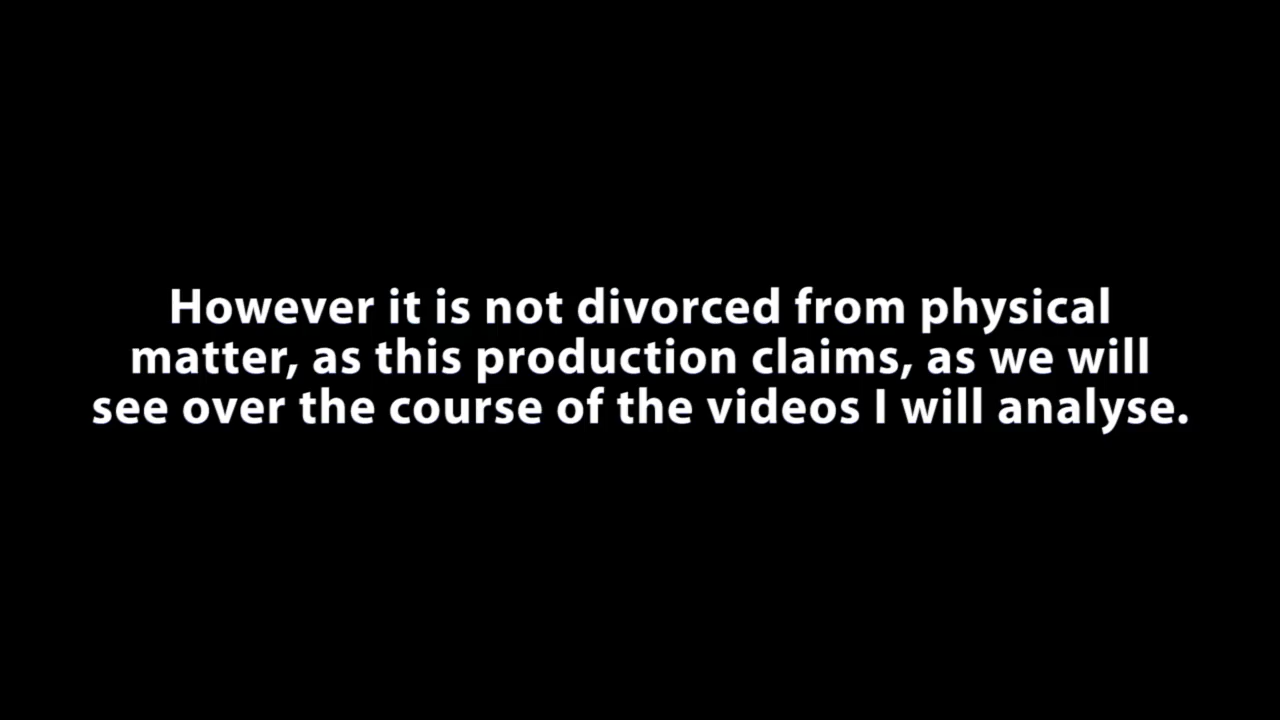 However it is not divorced from physical
matter, as this production claims, as we will
see over the course of the videos I will analyse.